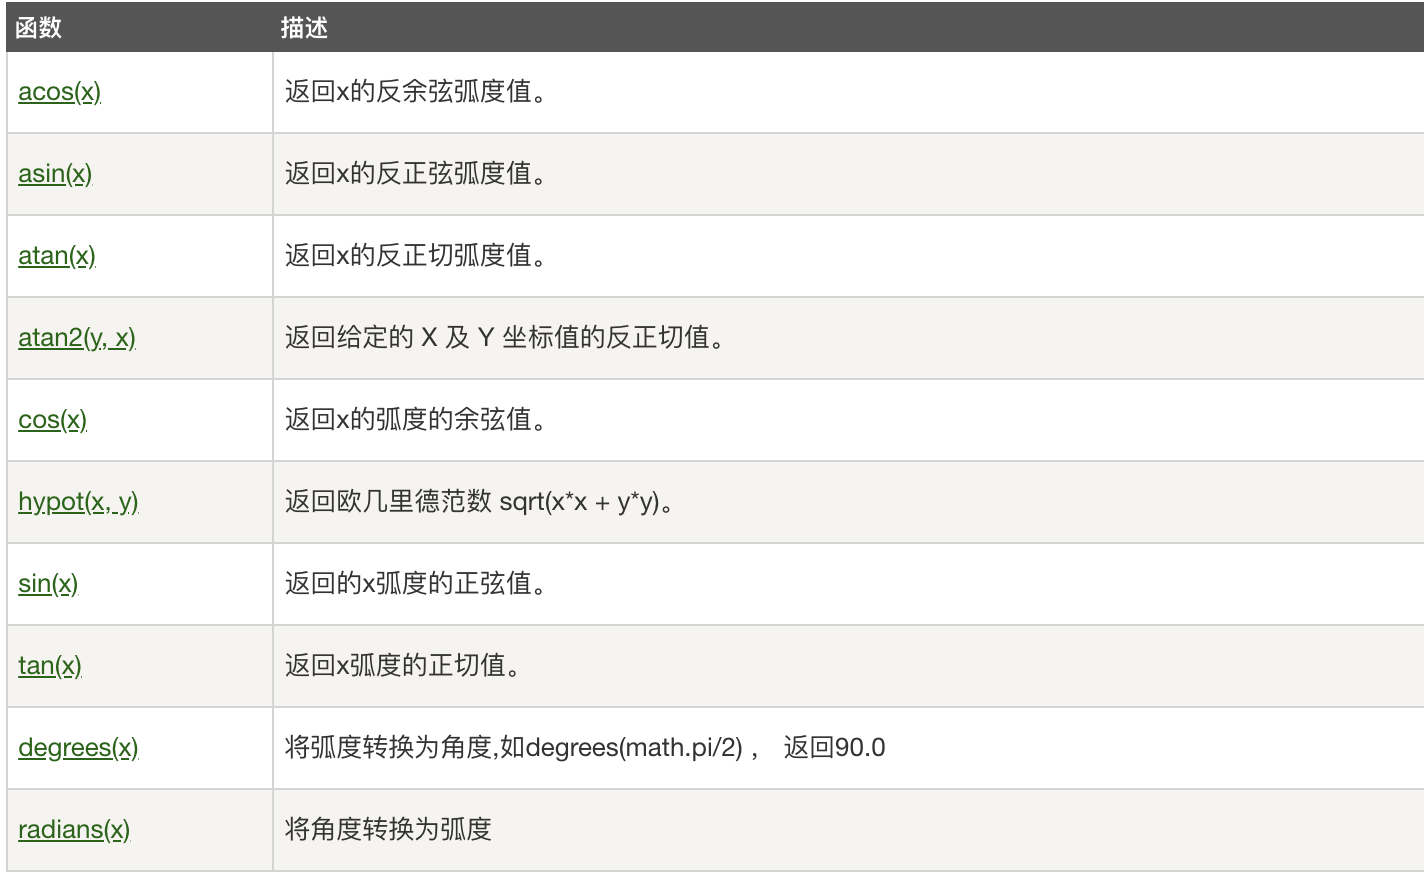 函数 描述
acos(x) 返回x的反余弦弧度值。
asin(x) 返回x的反正弦弧度值。
atan(x) 返回x的反正切弧度值。
atan2(y, x) 返回给定的 X 及 Y 坐标值的反正切值。
cos(x) 返回x的弧度的余弦值。
hypot(x, y) 返回欧几里德范数 sqrt(x*x + y*y)。
sin(x) 返回的x弧度的正弦值。
tan(x) 返回x弧度的正切值。
degrees(x) 将弧度转换为角度,如degrees(math.pi/2) ， 返回90.0
radians(x) 将角度转换为弧度